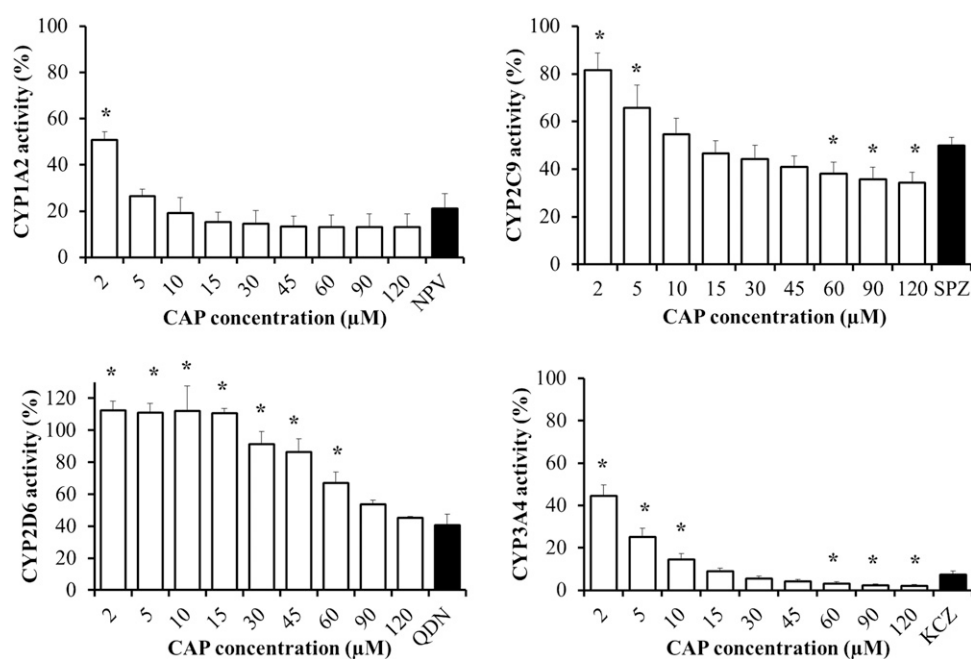 CYP1A2 activity (%)
100
80
60
40
20
0
*
2 5 10 15 30 45 60 90 120 NPV
CAP concentration (µM)
CYP2C9 activity (%)
100
80
60
40
20
0
* * * * *
2 5 10 15 30 45 60 90 120 SPZ
CAP concentration (µM)
CYP2D6 activity (%)
120
100
80
60
40
20
0
* * * * * * *
2 5 10 15 30 45 60 90 120 QDN
CAP concentration (µM)
CYP3A4 activity (%)
100
80
60
40
20
0
* * * * * *
2 5 10 15 30 45 60 90 120 KCZ
CAP concentration (µM)